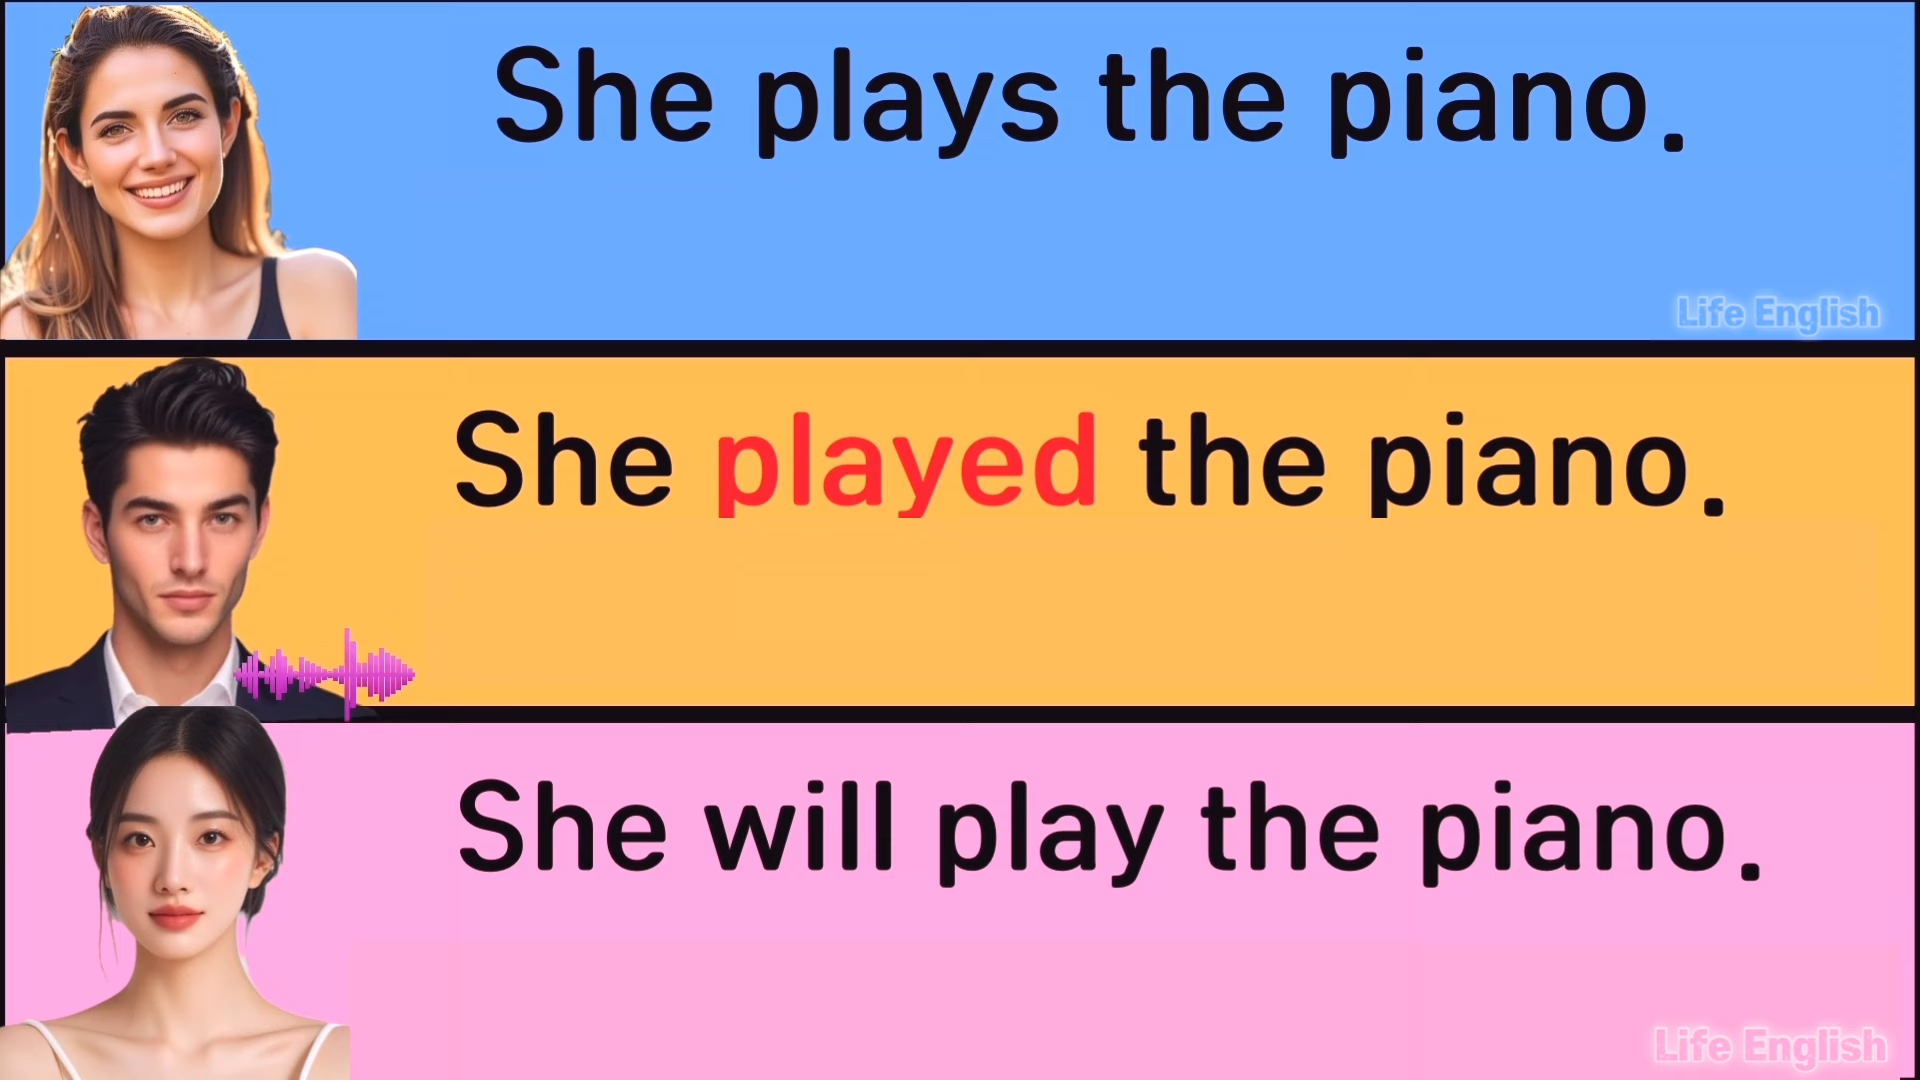 She plays the piano.
Life English
She played the piano.
She will play the piano.
Life English